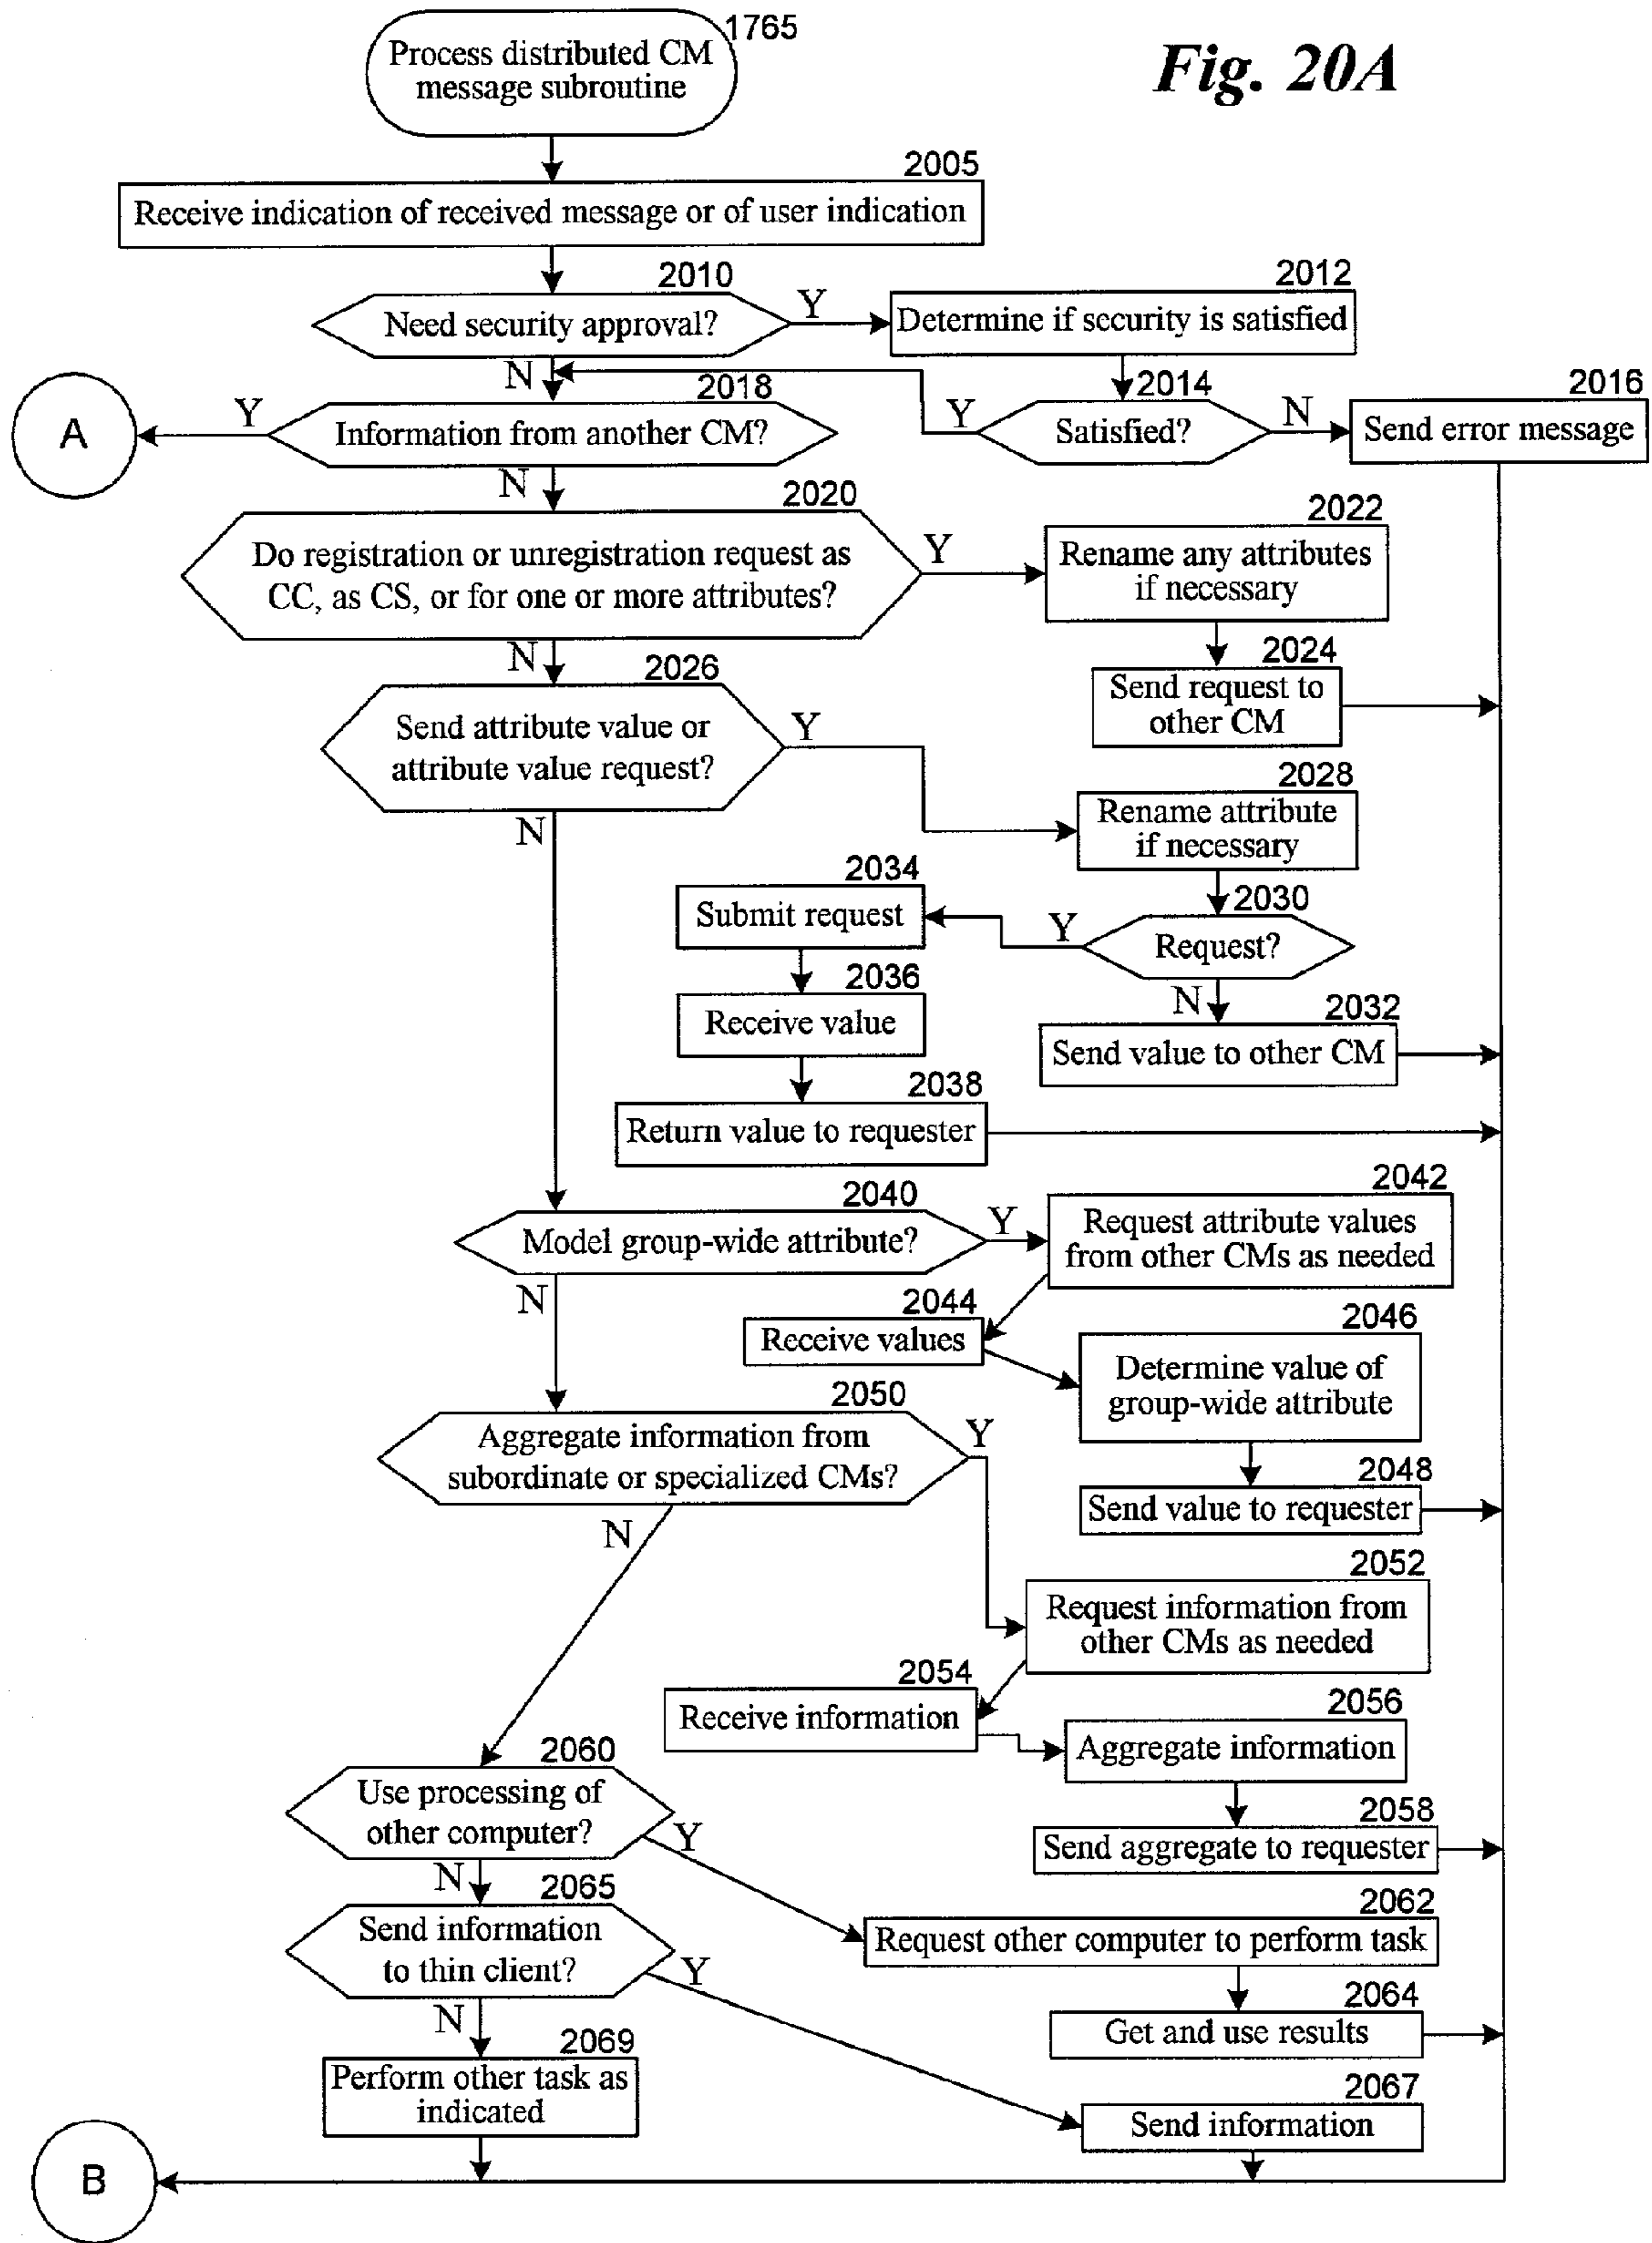 1765
Process distributed CM
message subroutine
Fig. 20A
2005
Receive indication of received message or of user indication
2010
Need security approval?
Y
2012
Determine if security is satisfied
N
2018
Information from another CM?
Y
A
2014
Satisfied?
Y
N
2016
Send error message
N
2020
Do registration or unregistration request as
CC, as CS, or for one or more attributes?
Y
2022
Rename any attributes
if necessary
2024
Send request to
other CM
N
2026
Send attribute value or
attribute value request?
Y
2028
Rename attribute
if necessary
N
2030
Request?
Y
2034
Submit request
2036
Receive value
N
2032
Send value to other CM
2038
Return value to requester
2040
Model group-wide attribute?
Y
2042
Request attribute values
from other CMs as needed
N
2044
Receive values
2046
Determine value of
group-wide attribute
2048
Send value to requester
2050
Aggregate information from
subordinate or specialized CMs?
Y
N
2052
Request information from
other CMs as needed
2054
Receive information
2056
Aggregate information
2058
Send aggregate to requester
2060
Use processing of
other computer?
Y
N
2062
Request other computer to perform task
2064
Get and use results
2065
Send information
to thin client?
Y
N
2067
Send information
2069
Perform other task as
indicated
B